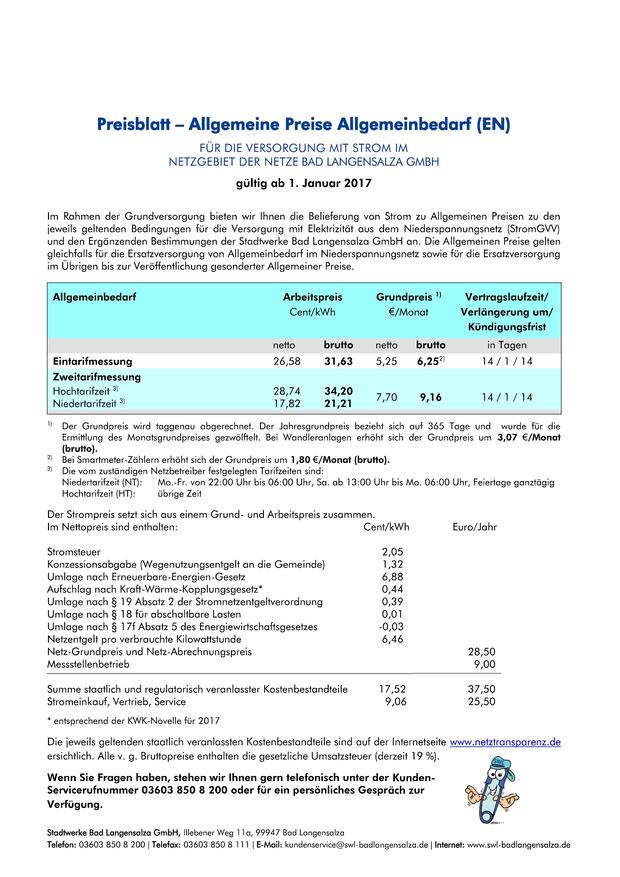 Preisblatt – Allgemeine Preise Allgemeinbedarf (EN)
FÜR DIE VERSORGUNG MIT STROM IM
NETZGEBIET DER NETZE BAD LANGENSALZA GMBH
gültig ab 1. Januar 2017
Im Rahmen der Grundversorgung bieten wir Ihnen die Belieferung von Strom zu Allgemeinen Preisen zu den
jeweils geltenden Bedingungen für die Versorgung mit Elektrizität aus dem Niederspannungsnetz (StromGVV)
und den Ergänzenden Bestimmungen der Stadtwerke Bad Langensalza GmbH an. Die Allgemeinen Preise gelten
gleichfalls für die Ersatzversorgung von Allgemeinbedarf im Niederspannungsnetz sowie für die Ersatzversorgung
im Übrigen bis zur Veröffentlichung gesonderter Allgemeiner Preise.
Allgemeinbedarf Arbeitspreis Grundpreis 1) Vertragslaufzeit/
Cent/kWh €/Monat Verlängerung um/
Kündigungsfrist
netto brutto netto brutto in Tagen
Eintarifmessung 26,58 31,63 5,25 6,25 2) 14 / 1 / 14
Zweitarifmessung
Hochtarifzeit 3) 28,74 34,20 7,70 9,16 14 / 1 / 14
Niedertarifzeit 3) 17,82 21,21
1) Der Grundpreis wird taggenau abgerechnet. Der Jahresgrundpreis bezieht sich auf 365 Tage und wurde für die
Ermittlung des Monatsgrundpreises gezwölftelt. Bei Wandleranlagen erhöht sich der Grundpreis um 3,07 €/Monat
(brutto).
2) Bei Smartmeter-Zählern erhöht sich der Grundpreis um 1,80 €/Monat (brutto).
3) Die vom zuständigen Netzbetreiber festgelegten Tarifzeiten sind:
Niedertarifzeit (NT): Mo.-Fr. von 22:00 Uhr bis 06:00 Uhr, Sa. ab 13:00 Uhr bis Mo. 06:00 Uhr, Feiertage ganztägig
Hochtarifzeit (HT): übrige Zeit
Der Strompreis setzt sich aus einem Grund- und Arbeitspreis zusammen.
Im Nettopreis sind enthalten: Cent/kWh Euro/Jahr
Stromsteuer 2,05
Konzessionsabgabe (Wegenutzungsentgelt an die Gemeinde) 1,32
Umlage nach Erneuerbare-Energien-Gesetz 6,88
Aufschlag nach Kraft-Wärme-Kopplungsgesetz* 0,44
Umlage nach § 19 Absatz 2 der Stromnetzentgeltverordnung 0,39
Umlage nach § 18 für abschaltbare Lasten 0,01
Umlage nach § 17f Absatz 5 des Energiewirtschaftsgesetzes -0,03
Netzentgelt pro verbrauchte Kilowattstunde 6,46
Netz-Grundpreis und Netz-Abrechnungspreis 28,50
Messstellenbetrieb 9,00
Summe staatlich und regulatorisch veranlasster Kostenbestandteile 17,52 37,50
Stromeinkauf, Vertrieb, Service 9,06 25,50
* entsprechend der KWK-Novelle für 2017
Die jeweils geltenden staatlich veranlassten Kostenbestandteile sind auf der Internetseite www.netztransparenz.de
ersichtlich. Alle v. g. Bruttopreise enthalten die gesetzliche Umsatzsteuer (derzeit 19 %).
Wenn Sie Fragen haben, stehen wir Ihnen gern telefonisch unter der Kunden-
Servicerufnummer 03603 850 8 200 oder für ein persönliches Gespräch zur
Verfügung.
Stadtwerke Bad Langensalza GmbH, Illebener Weg 11a, 99947 Bad Langensalza
Telefon: 03603 850 8 200 | Telefax: 03603 850 8 111 | E-Mail: kundenservice@swl-badlangensalza.de | Internet: www.swl-badlangensalza.de